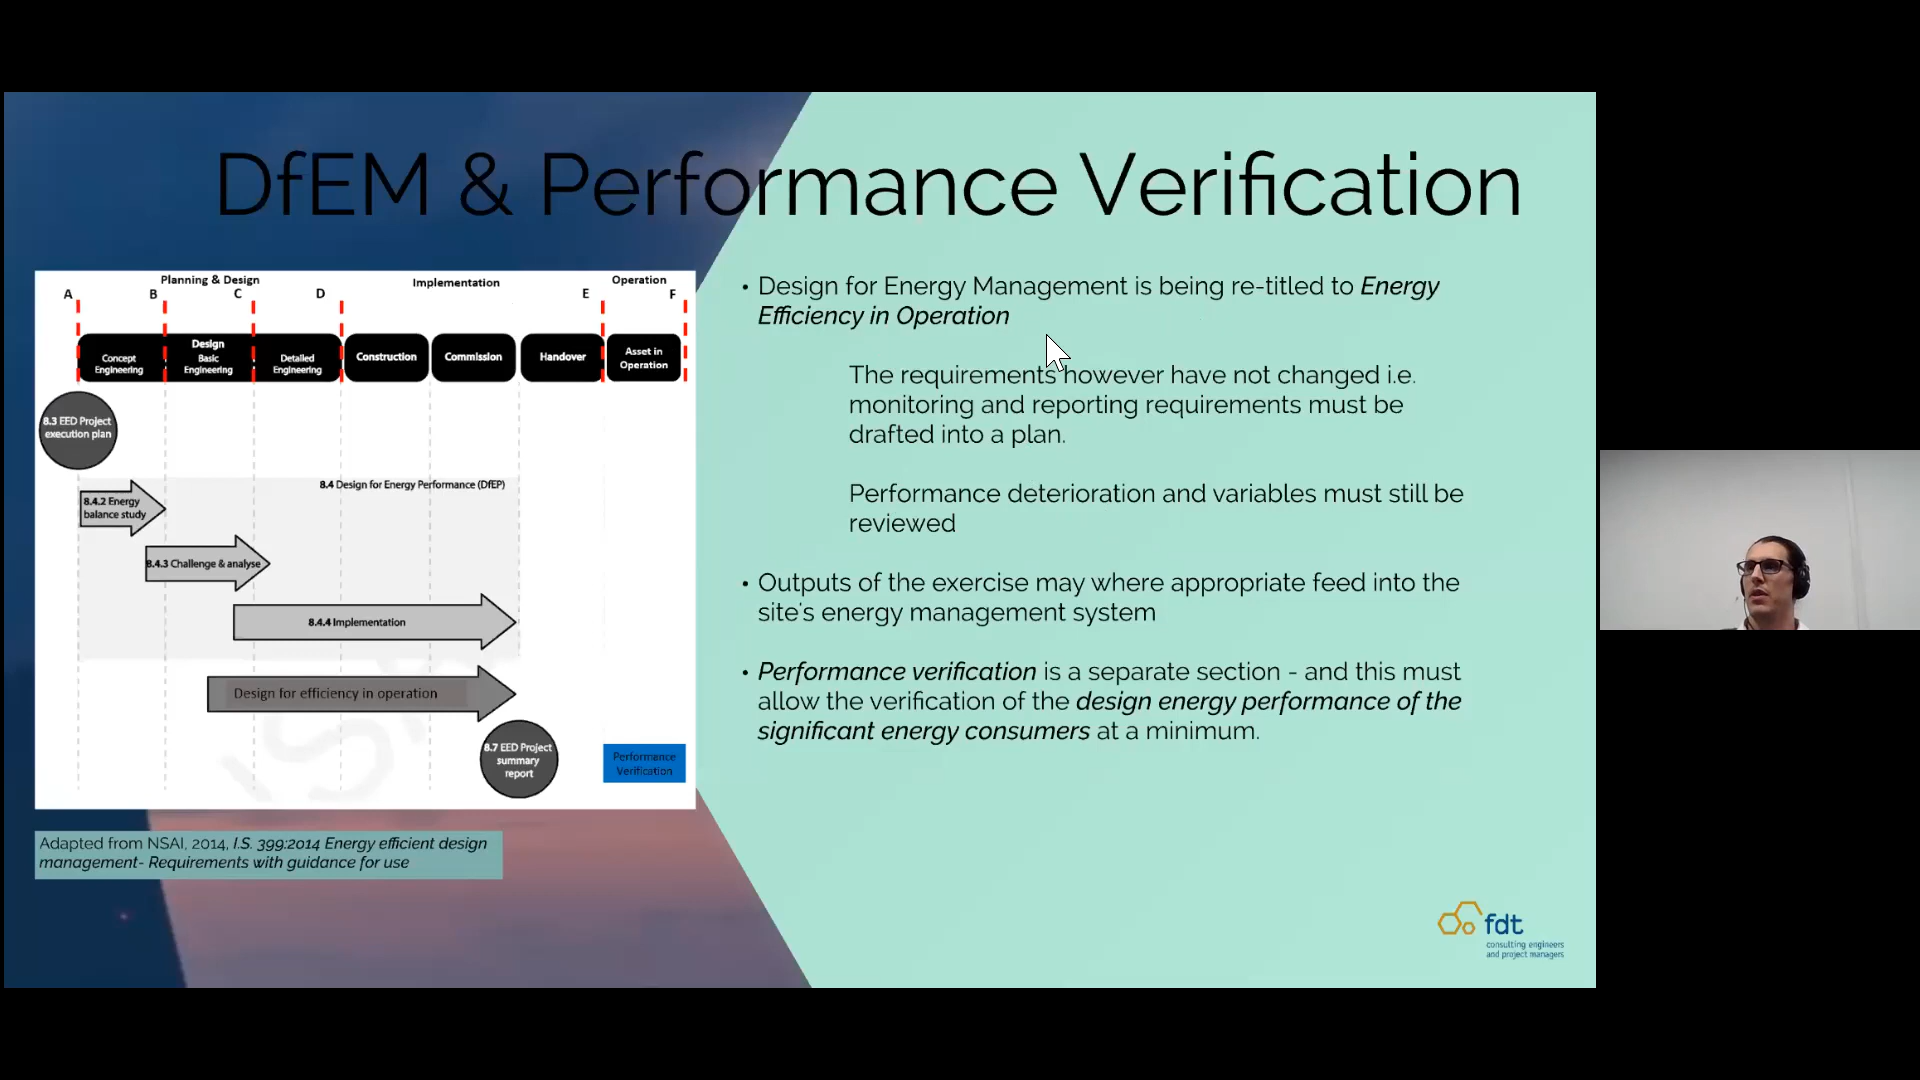 DfEM & Performance Verification
Planning & Design
Implementation
Operation
A
B
C
D
E
F
Concept
Engineering
Design
Basic
Engineering
Detailed
Engineering
Construction
Commission
Handover
Asset in
Operation
8.3 EED Project
execution plan
8.4 Design for Energy Performance (DfEP)
8.4.2 Energy
balance study
8.4.3 Challenge & analyse
8.4.4 Implementation
Design for efficiency in operation
8.7 EED Project
summary
report
Performance
Verification
Adapted from NSAI, 2014, I.S. 399:2014 Energy efficient design
management- Requirements with guidance for use
• Design for Energy Management is being re-titled to Energy
Efficiency in Operation
The requirements however have not changed i.e.
monitoring and reporting requirements must be
drafted into a plan.
Performance deterioration and variables must still be
reviewed
• Outputs of the exercise may where appropriate feed into the
site's energy management system
• Performance verification is a separate section - and this must
allow the verification of the design energy performance of the
significant energy consumers at a minimum.
fdt
consulting engineers
and project managers